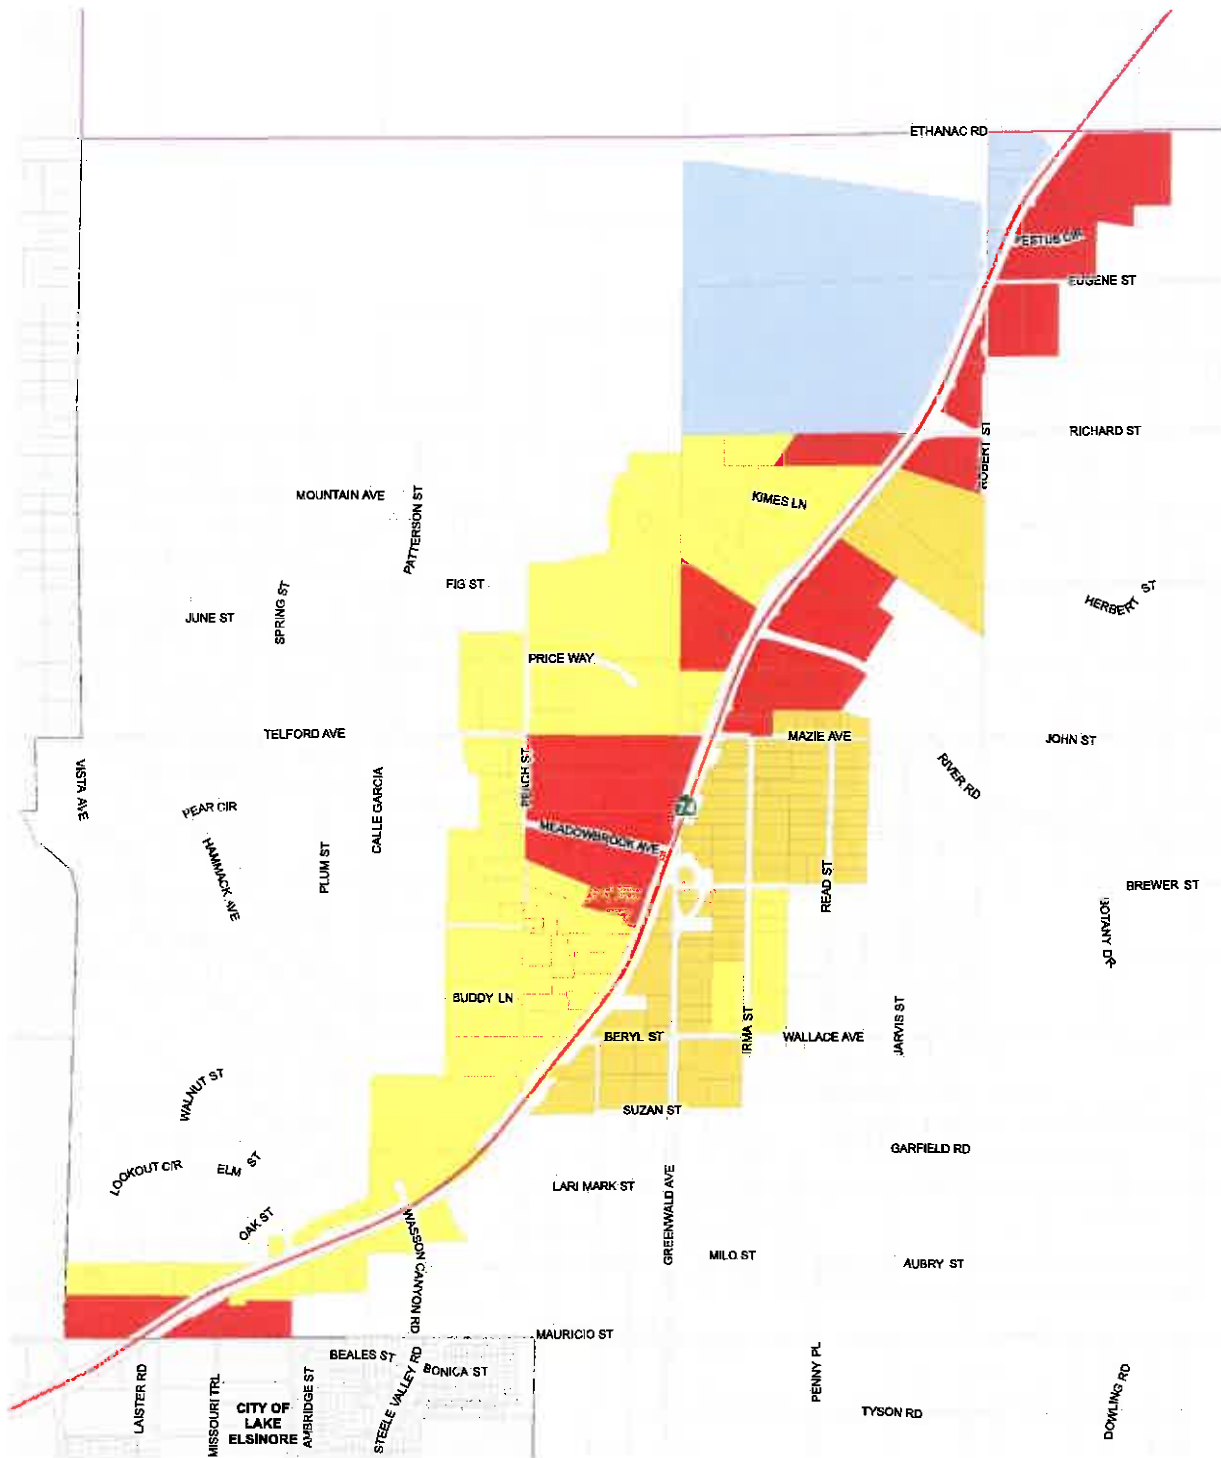 ETHANAC RD
FESTUS CIR
EUGENE ST
RICHARD ST
ROBERT ST
MOUNTAIN AVE
PATTERSON ST
KIMES LN
FIG ST
SPRING ST
JUNE ST
HERBERT ST
PRICE WAY
TELFORD AVE
MAZIE AVE
JOHN ST
RIVER RD
VISTA AVE
PEACH ST
CALLE GARCIA
PEAR CIR
74
MEADOWBROOK AVE
HAMMACK AVE
PLUM ST
READ ST
BREWER ST
BOTANY DR
BUDDY LN
BERYL ST
IRMA ST
WALLACE AVE
JARVIS ST
WALNUT ST
SUZAN ST
GARFIELD RD
LOOKOUT CIR
ELM ST
LARI MARK ST
GREENWALD AVE
OAK ST
WASSON CANYON RD
MILO ST
AUBRY ST
MAURICIO ST
BEALES ST
BONICA ST
STEELE VALLEY RD
LAISTER RD
MISSOURI TRL
CITY OF
LAKE
ELSINORE
AMBRIDGE ST
PENNY PL
TYSON RD
DOWLING RD